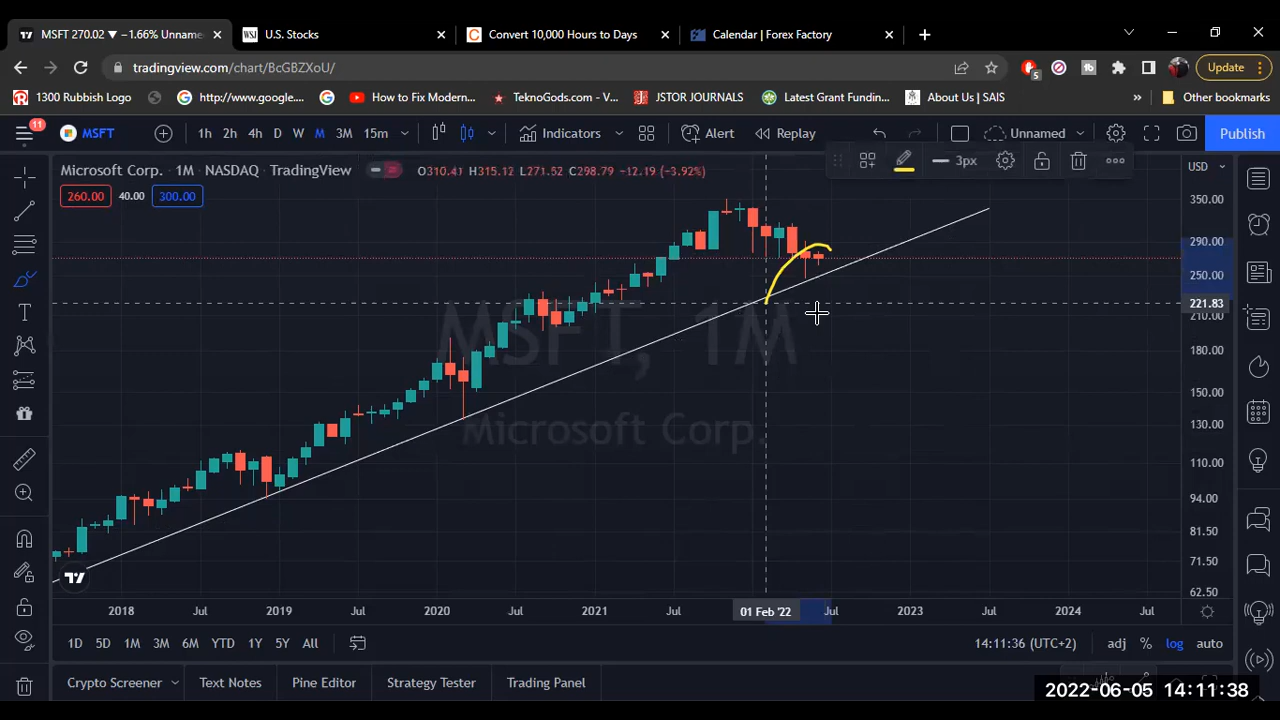 MSFT 270.02 ▼ −1.66% Unname
WSJ U.S. Stocks
Convert 10,000 Hours to Days
Calendar | Forex Factory
tradingview.com/chart/BcGBZXoU/
5
Update
1300 Rubbish Logo
http://www.google....
How to Fix Modern...
TeknoGods.com - V...
JSTOR JOURNALS
Latest Grant Funding...
About Us | SAIS
»
Other bookmarks
11
MSFT
1h 2h 4h D W M 3M 15m
Indicators
Alert
Replay
Unnamed
Publish
3px
Microsoft Corp. · 1M · NASDAQ · TradingView
O310.41 H315.12 L271.52 C298.79 −12.19 (−3.92%)
USD
260.00 40.00 300.00
350.00
290.00
250.00
221.83
210.00
180.00
150.00
130.00
110.00
94.00
81.50
71.50
62.50
MSFT, 1M
Microsoft Corp.
2018 Jul 2019 Jul 2020 Jul 2021 Jul 01 Feb '22 Jul 2023 Jul 2024 Jul
1D 5D 1M 3M 6M YTD 1Y 5Y All
14:11:36 (UTC+2)
adj % log auto
Crypto Screener
Text Notes
Pine Editor
Strategy Tester
Trading Panel
2022-06-05 14:11:38